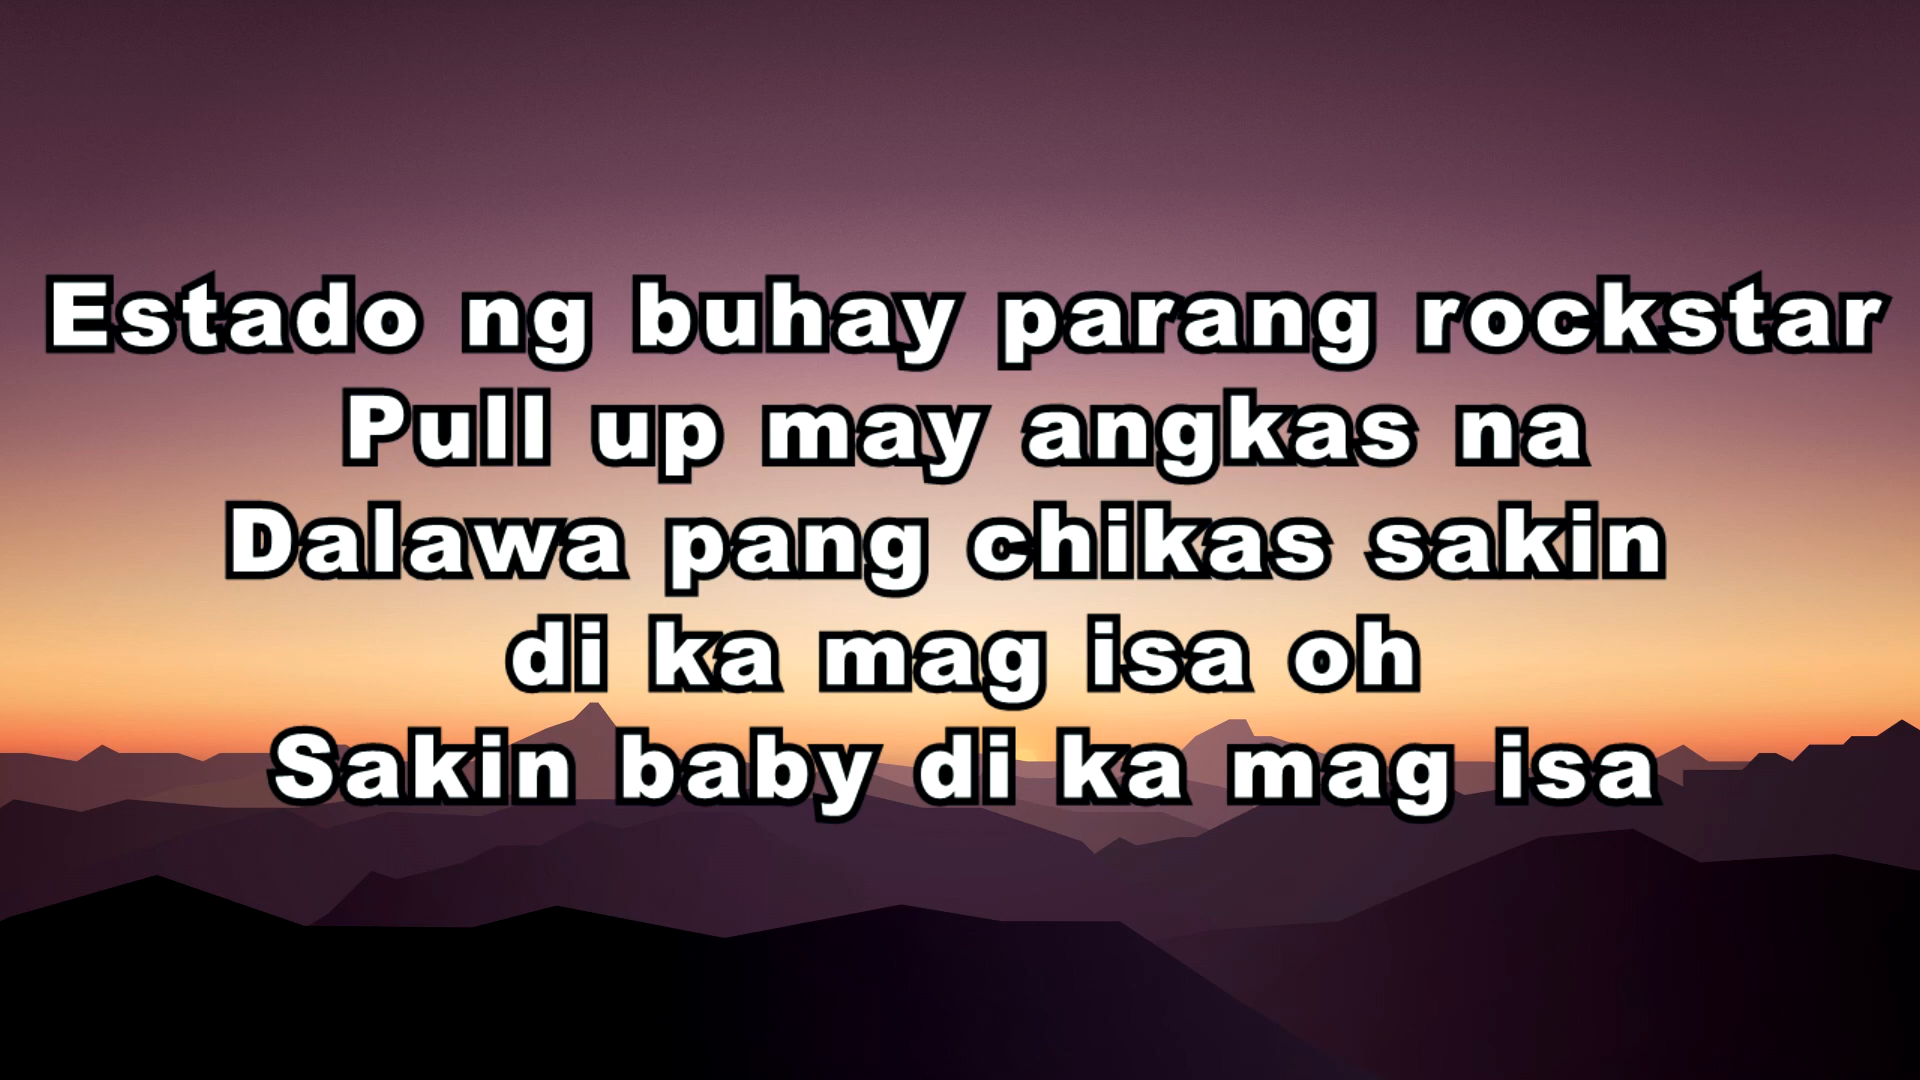 Estado ng buhay parang rockstar
Pull up may angkas na
Dalawa pang chikas sakin
di ka mag isa oh
Sakin baby di ka mag isa